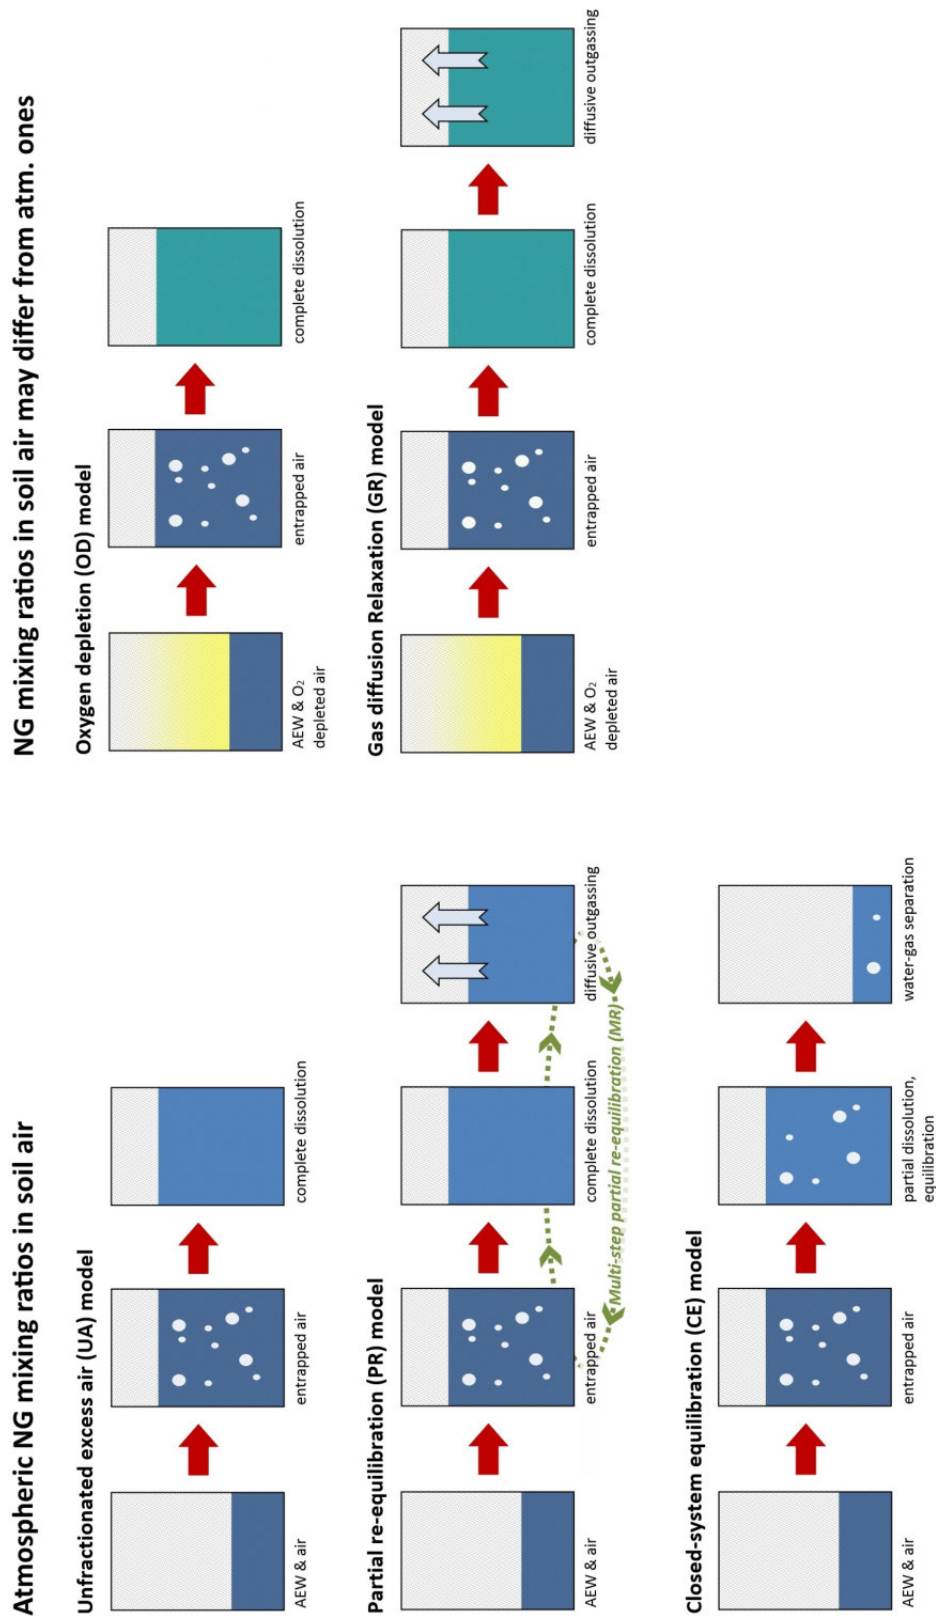 Atmospheric NG mixing ratios in soil air
Unfractionated excess air (UA) model
AEW & air
entrapped air
complete dissolution
Partial re-equilibration (PR) model
AEW & air
entrapped air
complete dissolution
diffusive outgassing
Multi-step partial re-equilibration (MR)
Closed-system equilibration (CE) model
AEW & air
entrapped air
partial dissolution,
equilibration
water-gas separation
NG mixing ratios in soil air may differ from atm. ones
Oxygen depletion (OD) model
AEW & O₂
depleted air
entrapped air
complete dissolution
Gas diffusion Relaxation (GR) model
AEW & O₂
depleted air
entrapped air
complete dissolution
diffusive outgassing